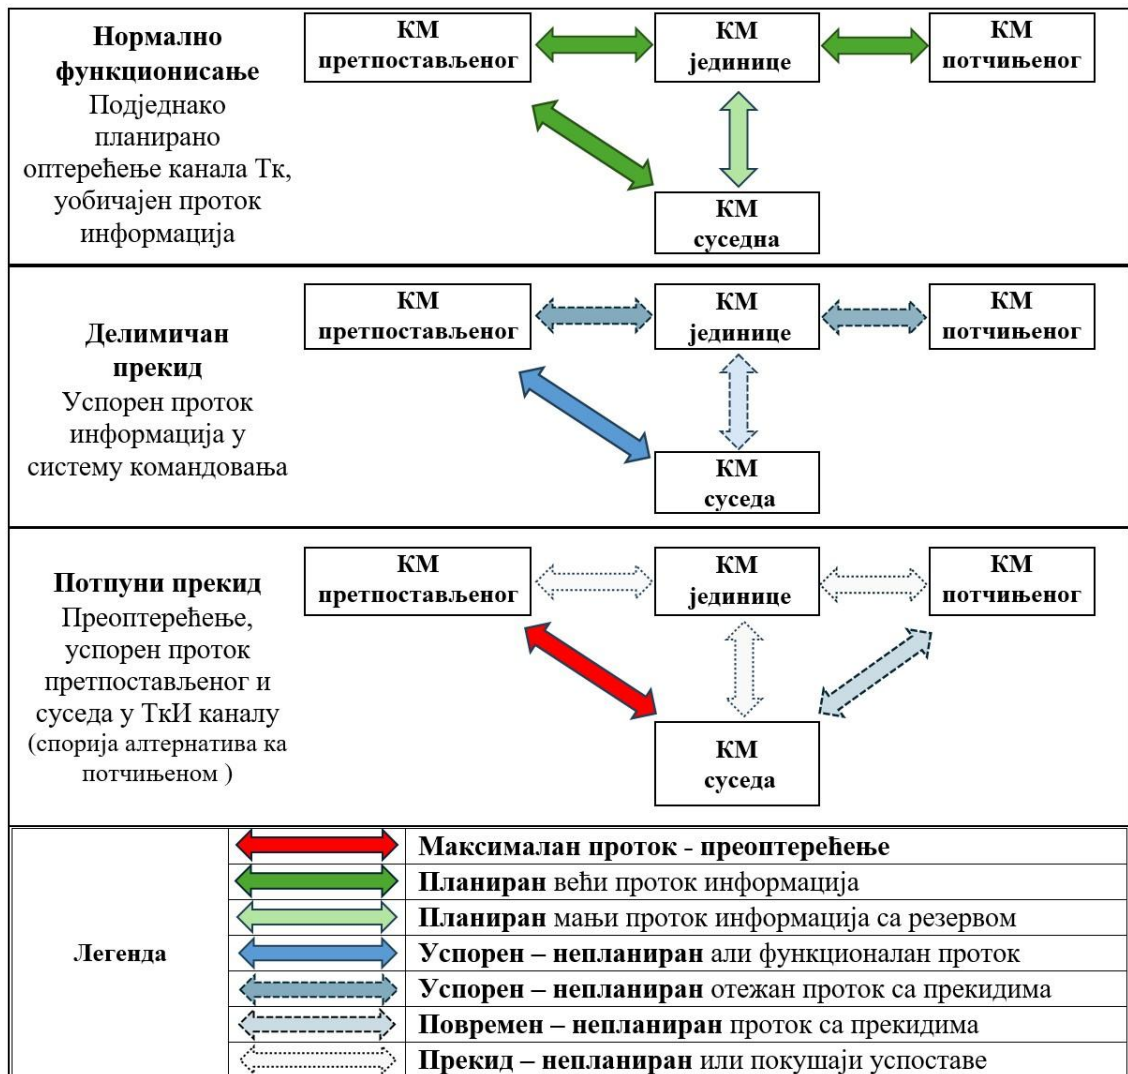 Нормално
функционисање
Подједнако
планирано
оптерећење канала Тк,
уобичајен проток
информација
КМ
претпостављеног
КМ
јединице
КМ
потчињеног
КМ
суседна
Делимичан
прекид
Успорен проток
информација у
систему командовања
КМ
претпостављеног
КМ
јединице
КМ
потчињеног
КМ
суседа
Потпуни прекид
Преоптерећење,
успорен проток
претпостављеног и
суседа у ТкИ каналу
(спорија алтернатива ка
потчињеном )
КМ
претпостављеног
КМ
јединице
КМ
потчињеног
КМ
суседа
Легенда
Максималан проток - преоптерећење
Планиран већи проток информација
Планиран мањи проток информација са резервом
Успорен – непланиран али функционалан проток
Успорен – непланиран отежан проток са прекидима
Повремен – непланиран проток са прекидима
Прекид – непланиран или покушаји успоставе